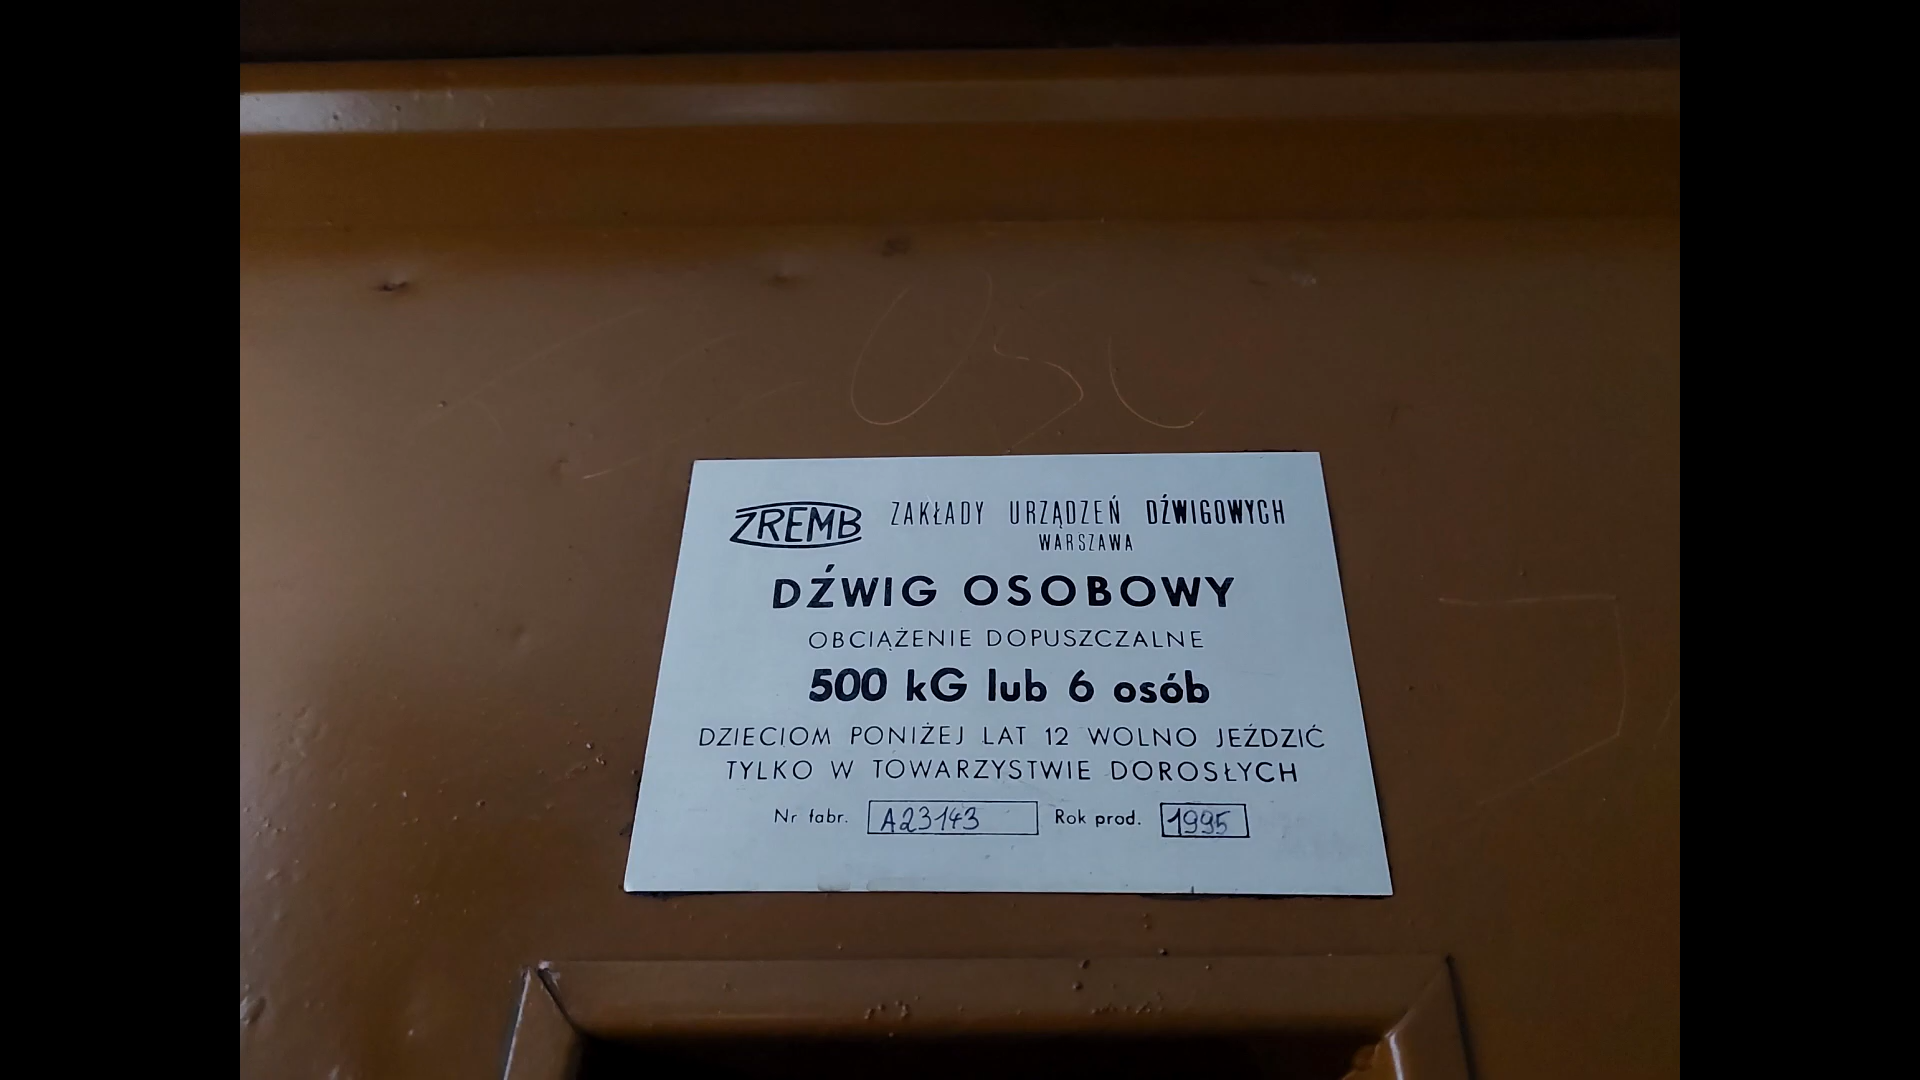 ZREMB ZAKŁADY URZĄDZEŃ DŹWIGOWYCH
WARSZAWA
DŹWIG OSOBOWY
OBCIĄŻENIE DOPUSZCZALNE
500 kG lub 6 osób
DZIECIOM PONIŻEJ LAT 12 WOLNO JEŹDZIĆ
TYLKO W TOWARZYSTWIE DOROSŁYCH
Nr fabr. A23143 Rok prod. 1995